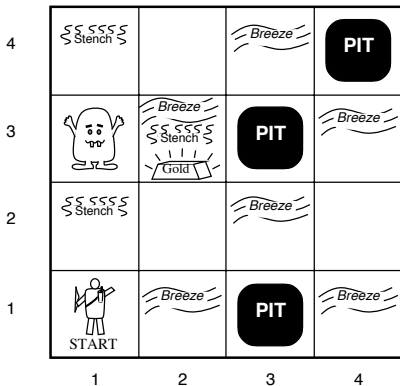 4
Stench
Breeze
PIT
3
Breeze
Stench
Gold
PIT
Breeze
2
Stench
Breeze
1
START
Breeze
PIT
Breeze
1 2 3 4